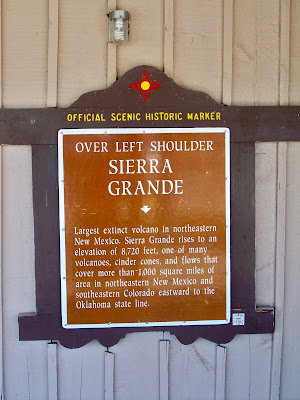 OFFICIAL SCENIC HISTORIC MARKER
OVER LEFT SHOULDER
SIERRA
GRANDE
Largest extinct volcano in northeastern
New Mexico. Sierra Grande rises to an
elevation of 8,720 feet, one of many
volcanoes, cinder cones, and flows that
cover more than 1,000 square miles of
area in northeastern New Mexico and
southeastern Colorado eastward to the
Oklahoma state line.